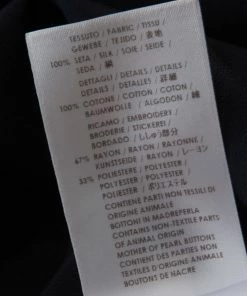 TESSUTO / FABRIC / TISSU /
GEWEBE / TEJIDO / 表地
100% SETA / SILK / SOIE / SEIDE /
SEDA / 絹
DETTAGLI / DETAILS / DETAILS /
DETAILS / DETALLES / 詳細
100% COTONE / COTTON / COTON /
BAUMWOLLE / ALGODON / 綿
RICAMO / EMBROIDERY /
BRODERIE / STICKEREI /
BORDADO / ししゅう部分
67% RAYON / RAYON / RAYONNE /
KUNSTSEIDE / RAYON / レーヨン
33% POLIESTERE / POLYESTER /
POLYESTER / POLYESTER /
POLIESTER / ポリエステル
CONTIENE PARTI NON TESSILI DI
ORIGINE ANIMALE
BOTTONI IN MADREPERLA
CONTAINS NON-TEXTILE PARTS
OF ANIMAL ORIGIN
MOTHER OF PEARL BUTTONS
CONTIENT DES PARTIES NON
TEXTILES D'ORIGINE ANIMALE
BOUTONS DE NACRE